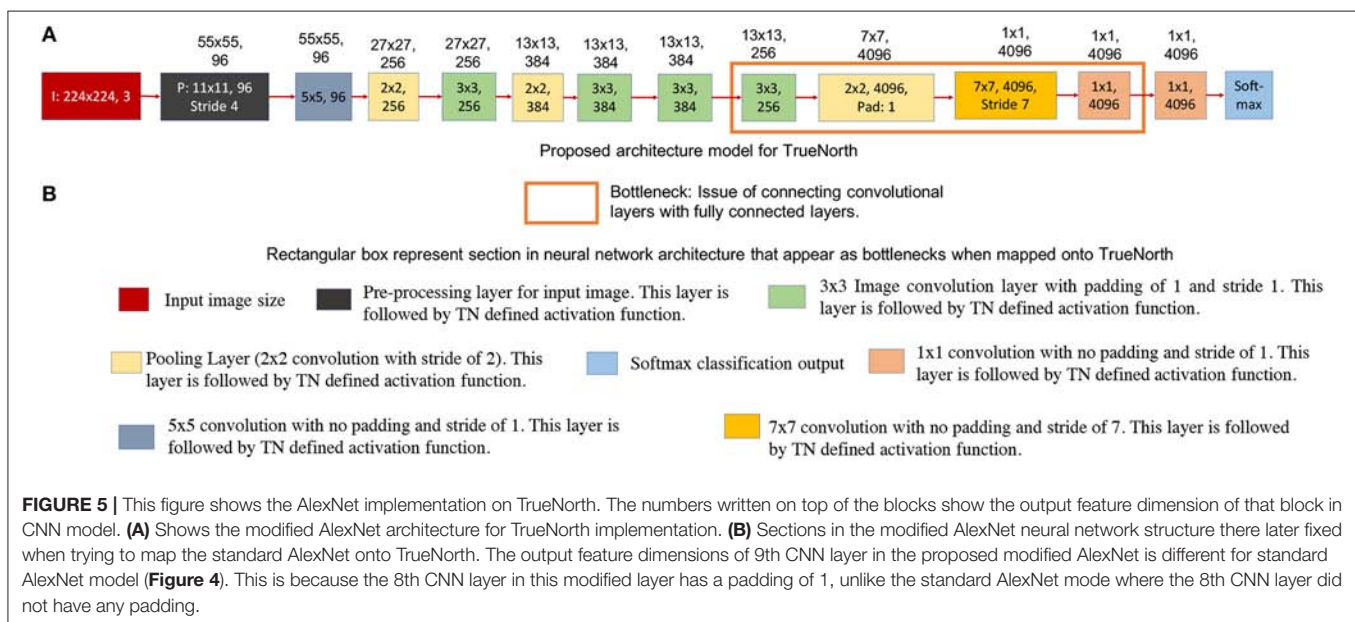 A
55x55, 96
55x55, 96
27x27, 256
27x27, 256
13x13, 384
13x13, 384
13x13, 384
13x13, 256
7x7, 4096
1x1, 4096
1x1, 4096
1x1, 4096
I: 224x224, 3
P: 11x11, 96 Stride 4
5x5, 96
2x2, 256
3x3, 256
2x2, 384
3x3, 384
3x3, 384
3x3, 256
2x2, 4096, Pad: 1
7x7, 4096, Stride 7
1x1, 4096
1x1, 4096
Soft-max
Proposed architecture model for TrueNorth
B
Bottleneck: Issue of connecting convolutional
layers with fully connected layers.
Rectangular box represent section in neural network architecture that appear as bottlenecks when mapped onto TrueNorth
Input image size
Pre-processing layer for input image. This layer is
followed by TN defined activation function.
3x3 Image convolution layer with padding of 1 and stride 1. This
layer is followed by TN defined activation function.
Pooling Layer (2x2 convolution with stride of 2). This
layer is followed by TN defined activation function.
Softmax classification output
1x1 convolution with no padding and stride of 1. This
layer is followed by TN defined activation function.
5x5 convolution with no padding and stride of 1. This layer is
followed by TN defined activation function.
7x7 convolution with no padding and stride of 7. This layer is followed
by TN defined activation function.
FIGURE 5 | This figure shows the AlexNet implementation on TrueNorth. The numbers written on top of the blocks show the output feature dimension of that block in
CNN model. (A) Shows the modified AlexNet architecture for TrueNorth implementation. (B) Sections in the modified AlexNet neural network structure there later fixed
when trying to map the standard AlexNet onto TrueNorth. The output feature dimensions of 9th CNN layer in the proposed modified AlexNet is different for standard
AlexNet model (Figure 4). This is because the 8th CNN layer in this modified layer has a padding of 1, unlike the standard AlexNet mode where the 8th CNN layer did
not have any padding.